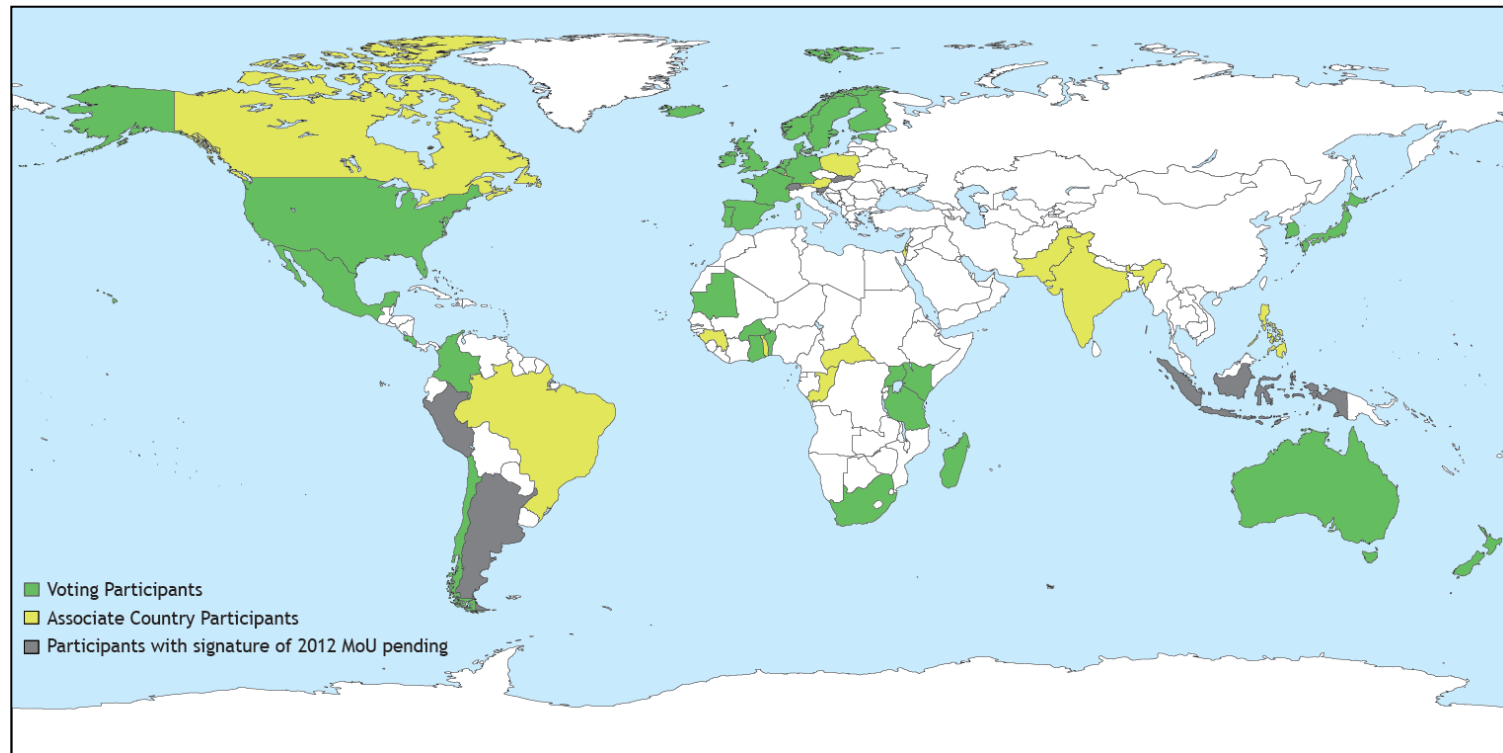 Voting Participants
Associate Country Participants
Participants with signature of 2012 MoU pending